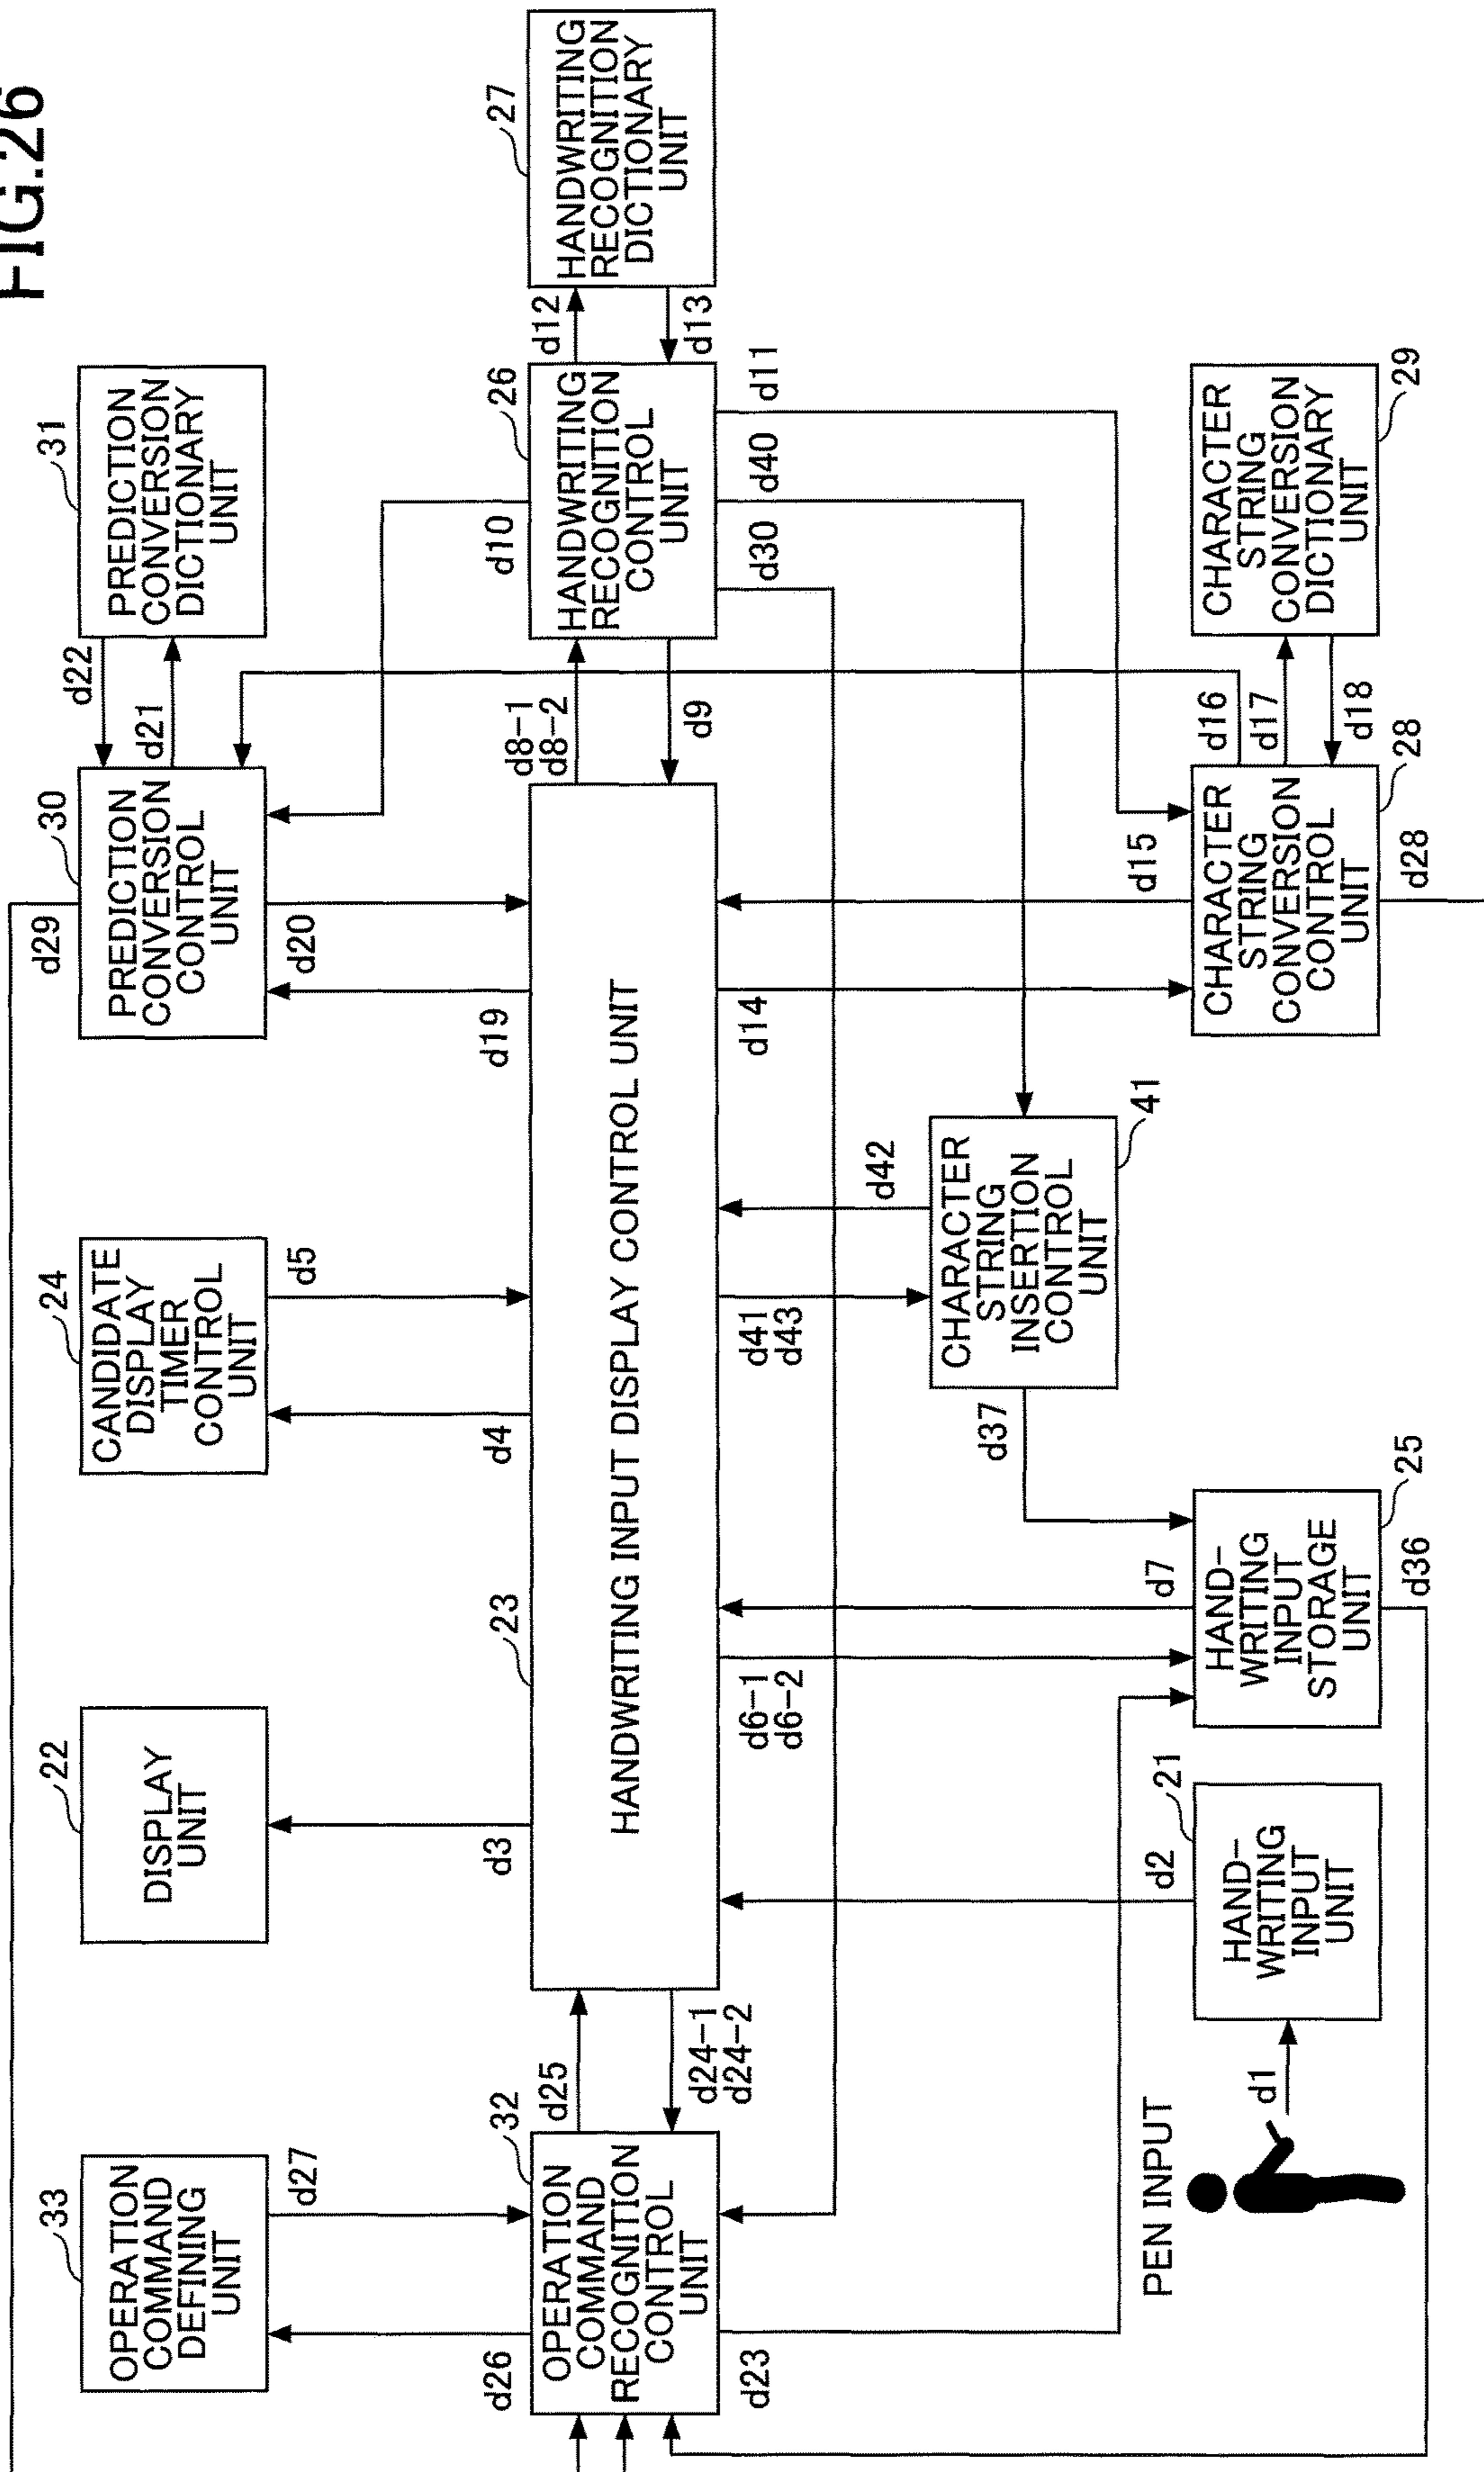 FIG.26
33
OPERATION
COMMAND
DEFINING
UNIT
22
DISPLAY
UNIT
24
CANDIDATE
DISPLAY
TIMER
CONTROL
UNIT
d29
30
PREDICTION
CONVERSION
CONTROL
UNIT
d22
d21
31
PREDICTION
CONVERSION
DICTIONARY
UNIT
d26
d27
d3
d4
d5
d19
d20
d10
32
OPERATION
COMMAND
RECOGNITION
CONTROL
UNIT
d25
d24-1
d24-2
23
HANDWRITING INPUT DISPLAY CONTROL UNIT
d8-1
d8-2
d9
26
HANDWRITING
RECOGNITION
CONTROL
UNIT
d12
d13
27
HANDWRITING
RECOGNITION
DICTIONARY
UNIT
d23
d6-1
d6-2
d41
d43
d14
d30
d40
d11
d42
d37
CHARACTER
STRING
INSERTION
CONTROL
UNIT
41
PEN INPUT
d1
d2
21
HAND-
WRITING
INPUT
UNIT
d7
HAND-
WRITING
INPUT
STORAGE
UNIT
25
d36
d15
CHARACTER
STRING
CONVERSION
CONTROL
UNIT
28
d28
d16
d17
d18
CHARACTER
STRING
CONVERSION
DICTIONARY
UNIT
29